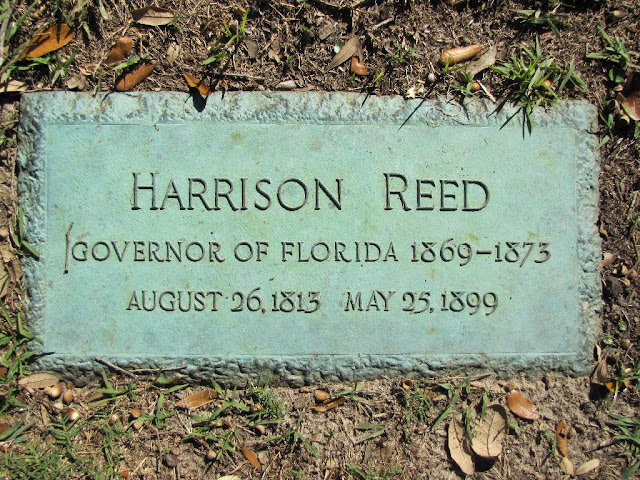 HARRISON REED
GOVERNOR OF FLORIDA 1869-1873
AUGUST 26, 1813 MAY 25, 1899